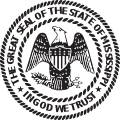 THE GREAT SEAL OF THE STATE OF MISSISSIPPI
IN GOD WE TRUST